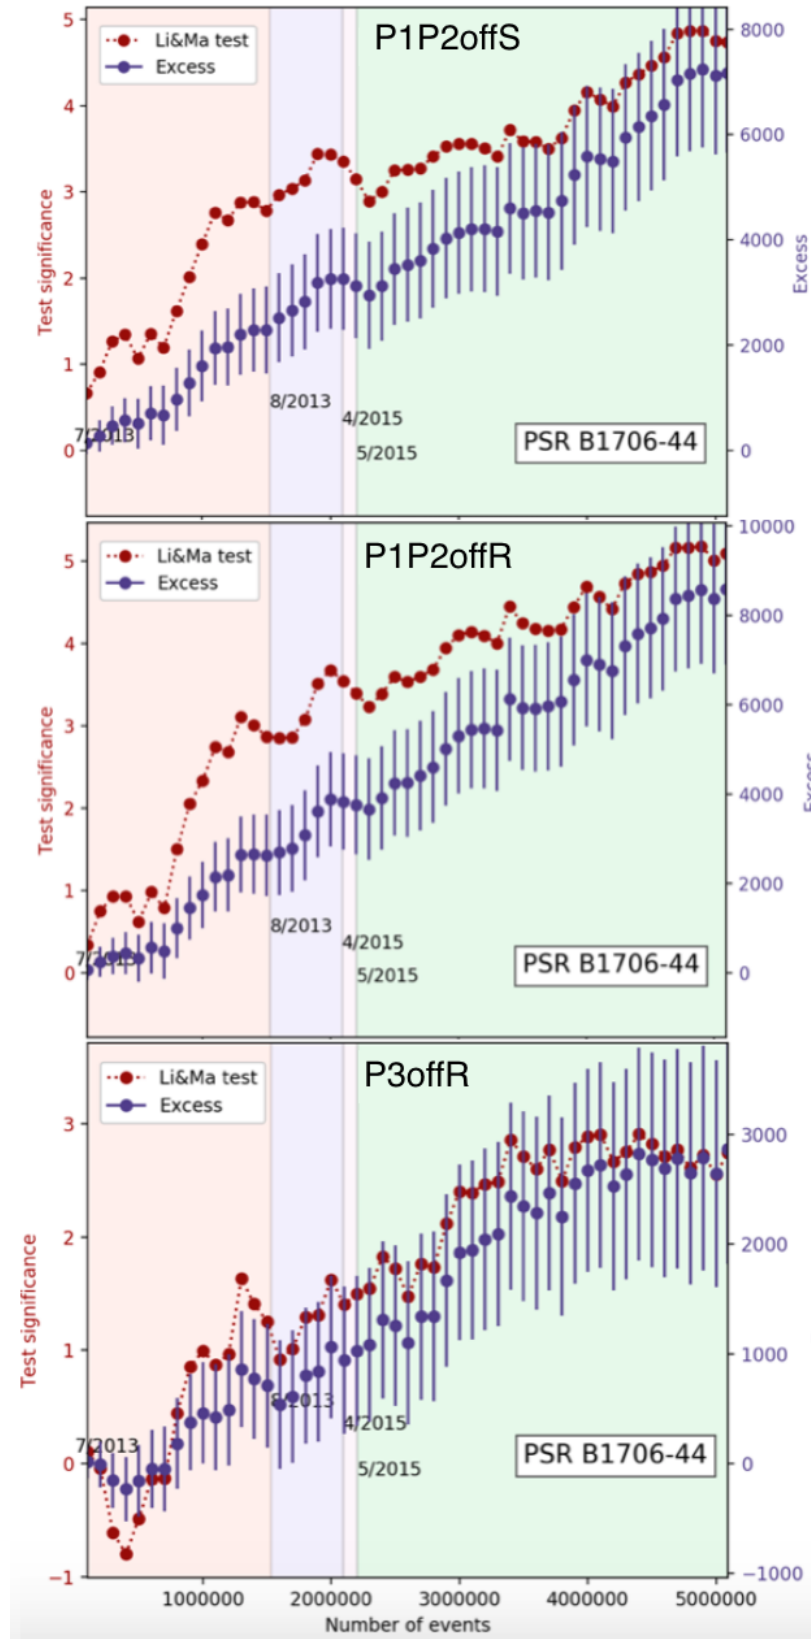 P1P2offS
Li&Ma test
Excess
5
4
3
2
1
0
Test significance
8000
6000
4000
2000
0
Excess
7/2013
8/2013
4/2015
5/2015
PSR B1706-44
P1P2offR
Li&Ma test
Excess
5
4
3
2
1
0
Test significance
10000
8000
6000
4000
2000
0
Excess
7/2013
8/2013
4/2015
5/2015
PSR B1706-44
P3offR
Li&Ma test
Excess
3
2
1
0
−1
Test significance
3000
2000
1000
0
−1000
7/2013
8/2013
4/2015
5/2015
PSR B1706-44
1000000 2000000 3000000 4000000 5000000
Number of events